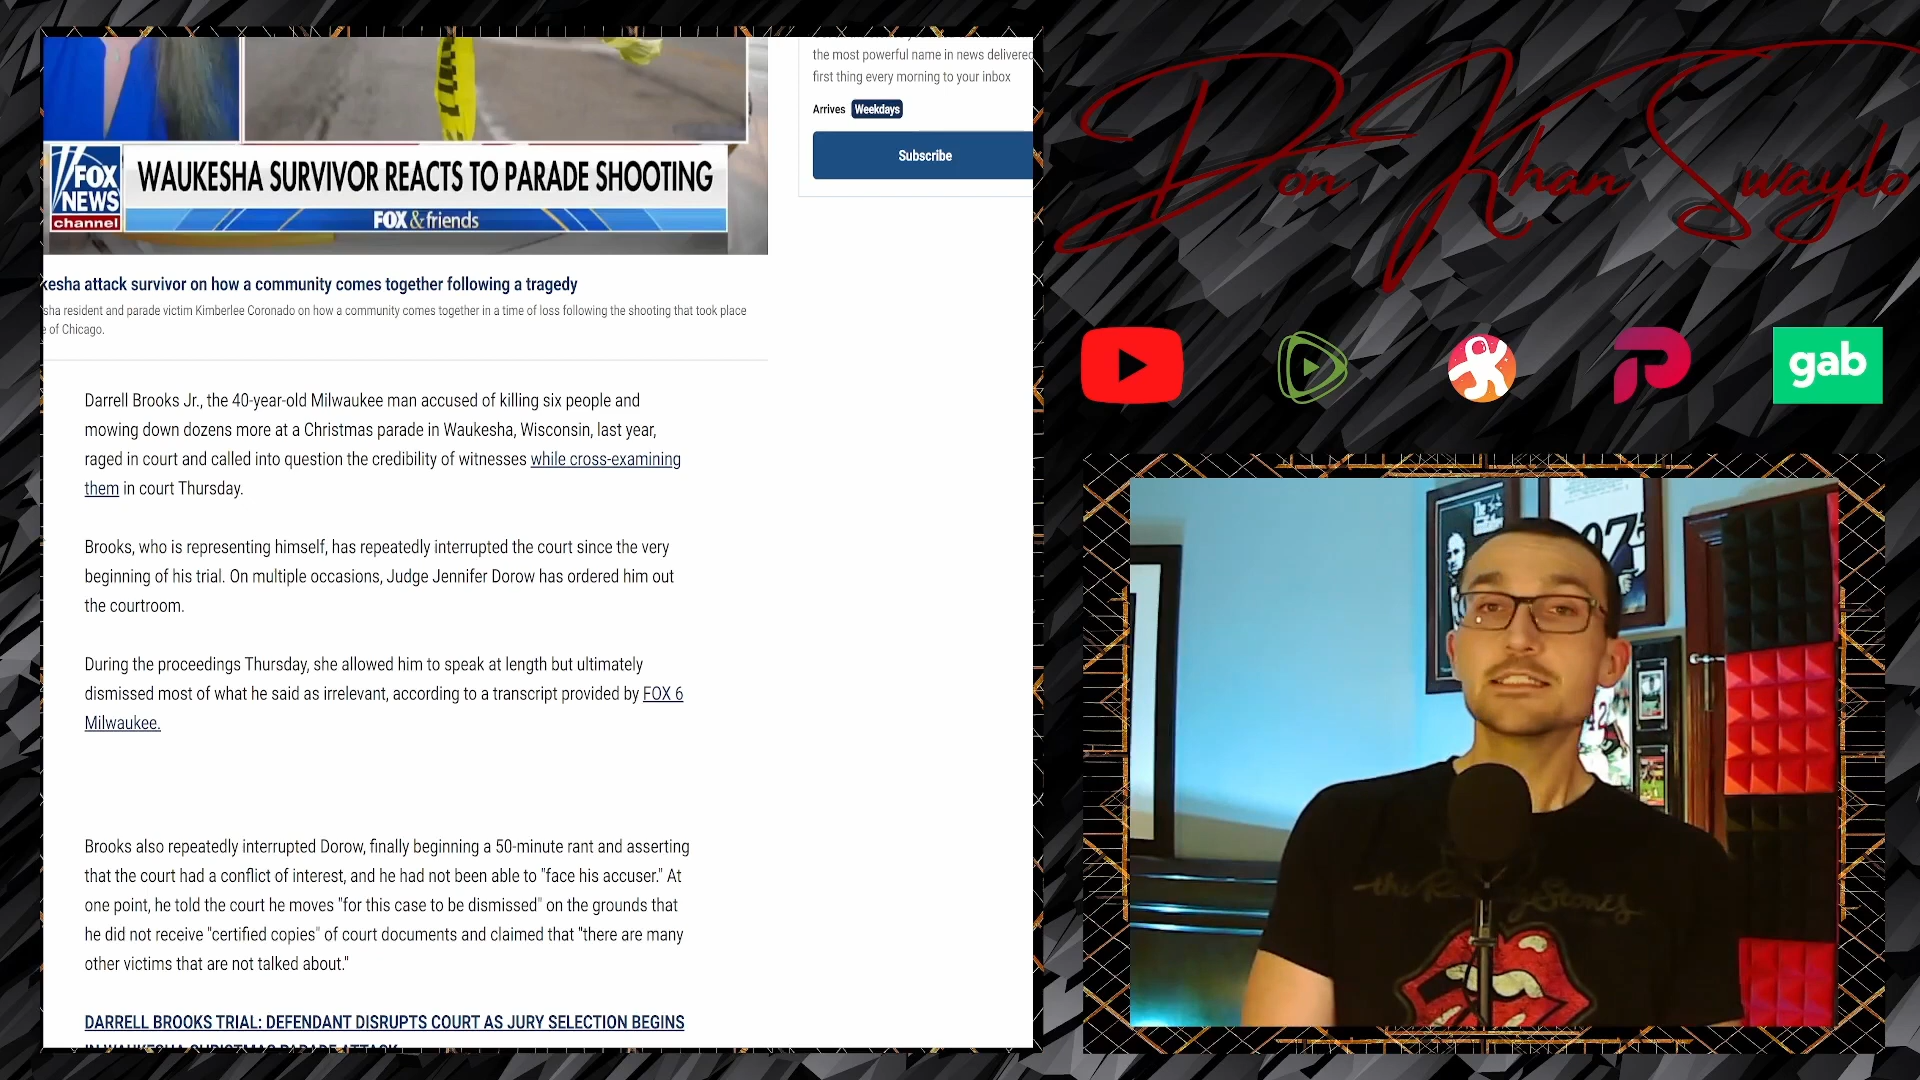 the most powerful name in news delivered
first thing every morning to your inbox
Arrives Weekdays
Subscribe
FOX
NEWS
channel
WAUKESHA SURVIVOR REACTS TO PARADE SHOOTING
FOX & friends
kesha attack survivor on how a community comes together following a tragedy
sha resident and parade victim Kimberlee Coronado on how a community comes together in a time of loss following the shooting that took place
e of Chicago.
Darrell Brooks Jr., the 40-year-old Milwaukee man accused of killing six people and
mowing down dozens more at a Christmas parade in Waukesha, Wisconsin, last year,
raged in court and called into question the credibility of witnesses while cross-examining
them in court Thursday.
Brooks, who is representing himself, has repeatedly interrupted the court since the very
beginning of his trial. On multiple occasions, Judge Jennifer Dorow has ordered him out
the courtroom.
During the proceedings Thursday, she allowed him to speak at length but ultimately
dismissed most of what he said as irrelevant, according to a transcript provided by FOX 6
Milwaukee.
Brooks also repeatedly interrupted Dorow, finally beginning a 50-minute rant and asserting
that the court had a conflict of interest, and he had not been able to "face his accuser." At
one point, he told the court he moves "for this case to be dismissed" on the grounds that
he did not receive "certified copies" of court documents and claimed that "there are many
other victims that are not talked about."
DARRELL BROOKS TRIAL: DEFENDANT DISRUPTS COURT AS JURY SELECTION BEGINS
IN WAUKESHA CHRISTMAS PARADE ATTACK
Don Khan Swaylo
gab
007
the Rolling Stones